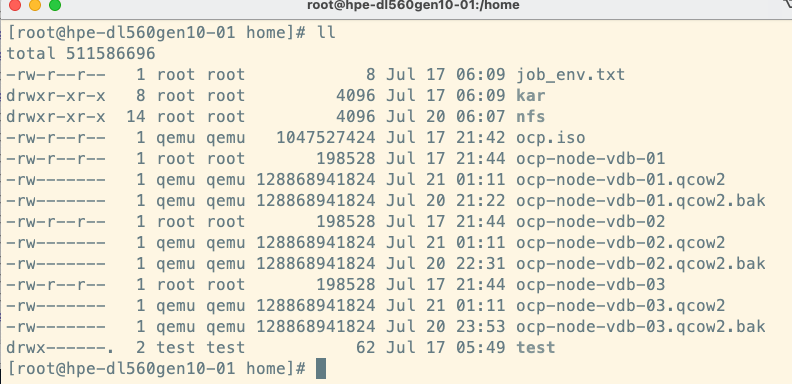 root@hpe-dl560gen10-01:/home
[root@hpe-dl560gen10-01 home]# ll
total 511586696
-rw-r--r--   1 root root            8 Jul 17 06:09 job_env.txt
drwxr-xr-x   8 root root         4096 Jul 17 06:09 kar
drwxr-xr-x  14 root root         4096 Jul 20 06:07 nfs
-rw-r--r--   1 qemu qemu   1047527424 Jul 17 21:42 ocp.iso
-rw-r--r--   1 root root       198528 Jul 17 21:44 ocp-node-vdb-01
-rw-------   1 qemu qemu 128868941824 Jul 21 01:11 ocp-node-vdb-01.qcow2
-rw-------   1 qemu qemu 128868941824 Jul 20 21:22 ocp-node-vdb-01.qcow2.bak
-rw-r--r--   1 root root       198528 Jul 17 21:44 ocp-node-vdb-02
-rw-------   1 qemu qemu 128868941824 Jul 21 01:11 ocp-node-vdb-02.qcow2
-rw-------   1 qemu qemu 128868941824 Jul 20 22:31 ocp-node-vdb-02.qcow2.bak
-rw-r--r--   1 root root       198528 Jul 17 21:44 ocp-node-vdb-03
-rw-------   1 qemu qemu 128868941824 Jul 21 01:11 ocp-node-vdb-03.qcow2
-rw-------   1 qemu qemu 128868941824 Jul 20 23:53 ocp-node-vdb-03.qcow2.bak
drwx------.  2 test test           62 Jul 17 05:49 test
[root@hpe-dl560gen10-01 home]#